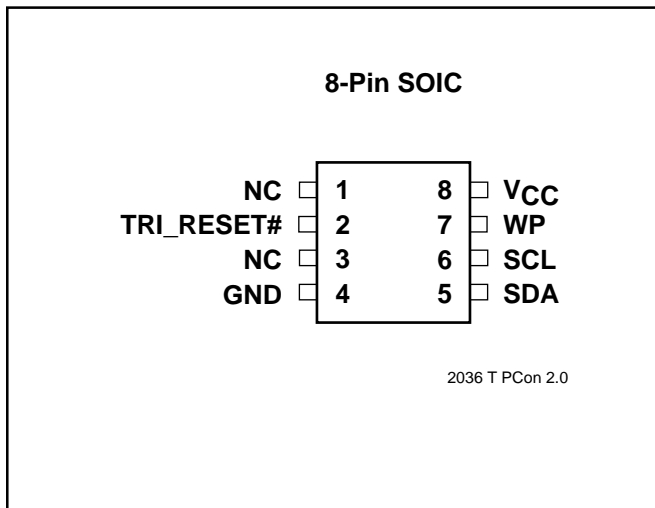 8-Pin SOIC
NC 1 8 VCC
TRI_RESET# 2 7 WP
NC 3 6 SCL
GND 4 5 SDA
2036 T PCon 2.0